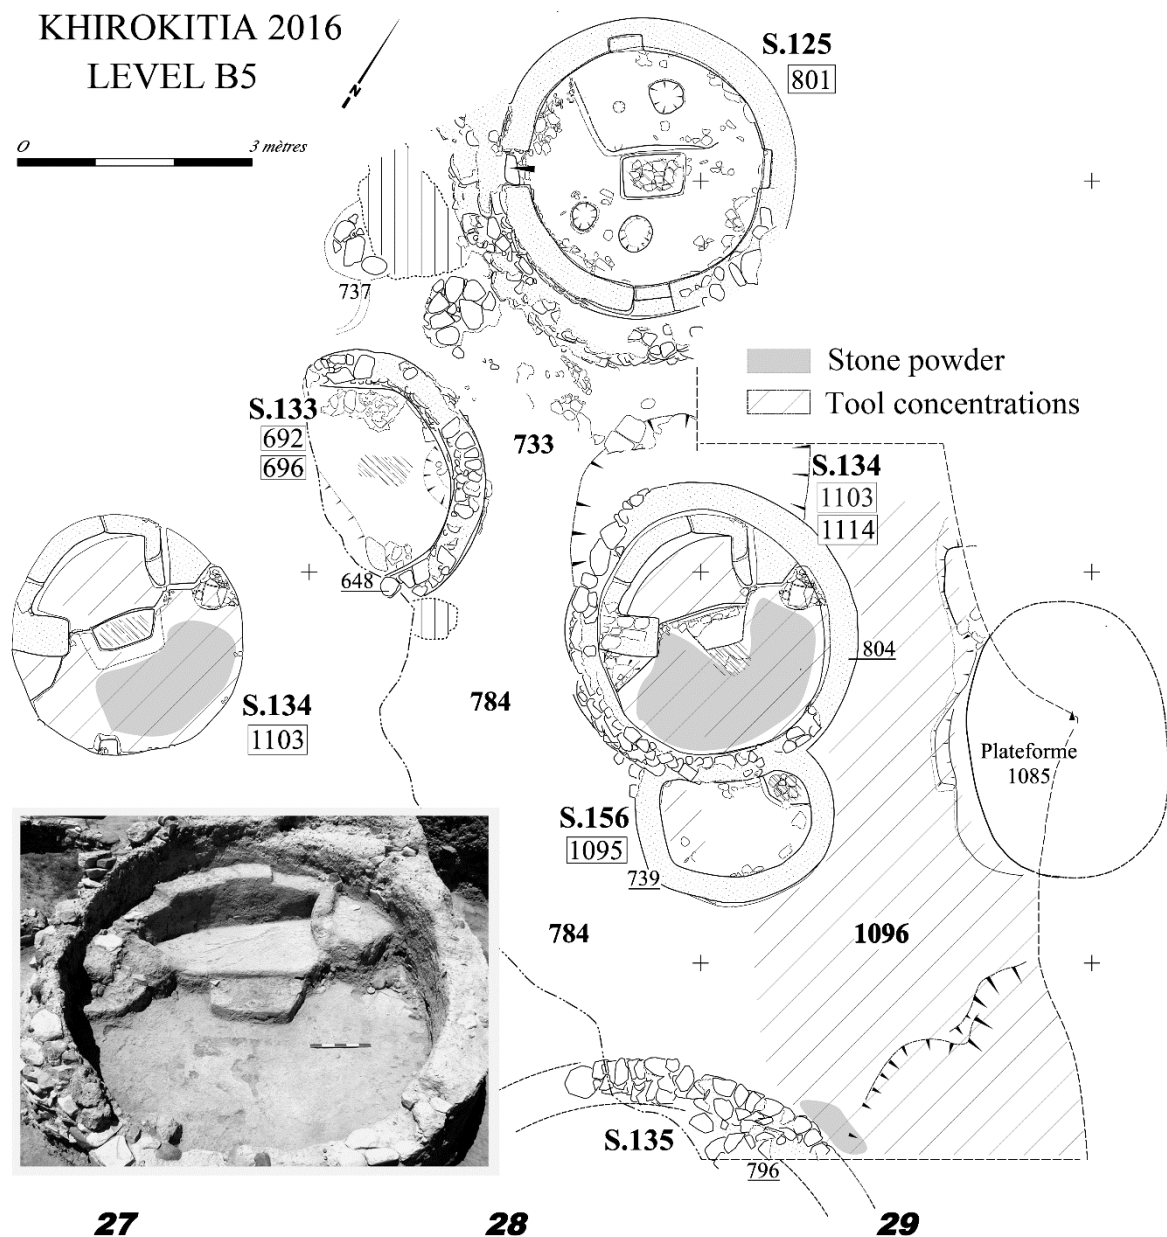 KHIROKITIA 2016
LEVEL B5
N
0 3 mètres
S.125
801
737
Stone powder
Tool concentrations
S.133
692
696
733
S.134
1103
1114
648
804
784
S.134
1103
Plateforme
1085
S.156
1095
739
784
1096
S.135
796
27 28 29